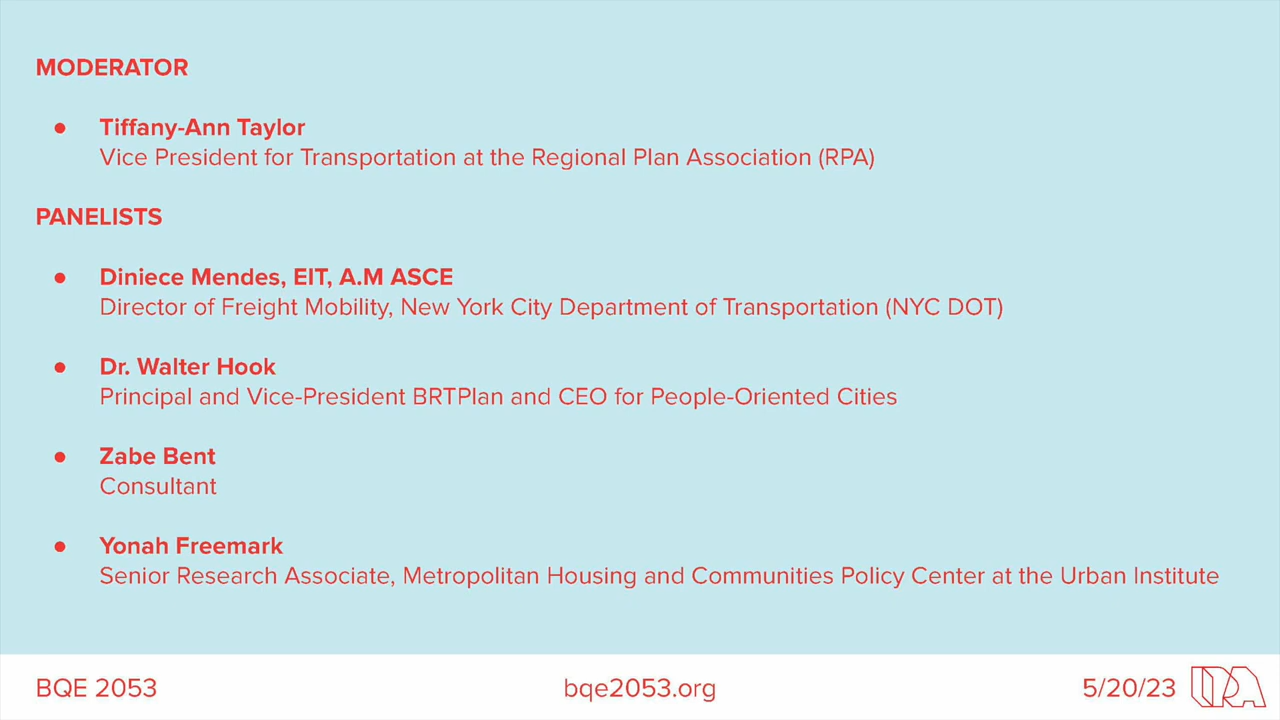 MODERATOR
● Tiffany-Ann Taylor
Vice President for Transportation at the Regional Plan Association (RPA)
PANELISTS
● Diniece Mendes, EIT, A.M ASCE
Director of Freight Mobility, New York City Department of Transportation (NYC DOT)
● Dr. Walter Hook
Principal and Vice-President BRTPlan and CEO for People-Oriented Cities
● Zabe Bent
Consultant
● Yonah Freemark
Senior Research Associate, Metropolitan Housing and Communities Policy Center at the Urban Institute
BQE 2053 bqe2053.org 5/20/23